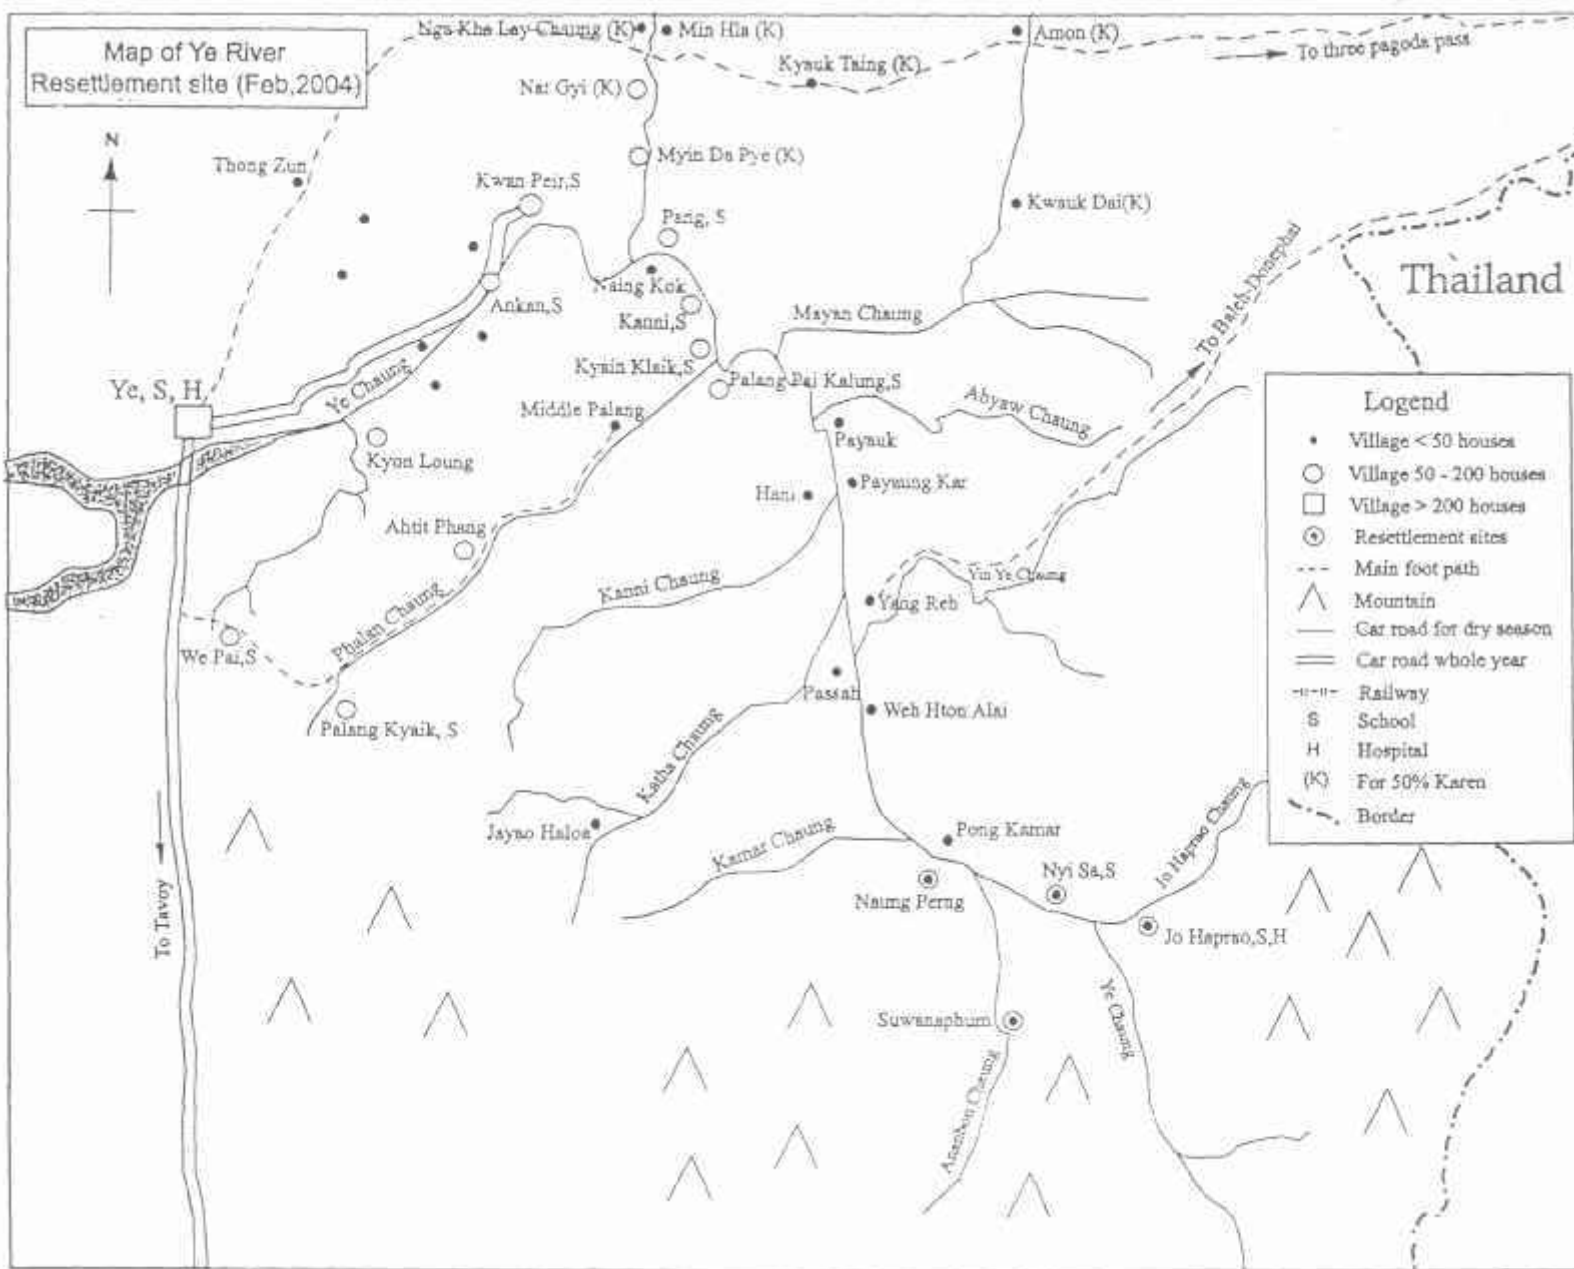 Map of Ye River
Resettlement site (Feb,2004)
N
Nga Kha Lay Chaung (K)
Min Hla (K)
Amon (K)
To three pagoda pass
Kyauk Taing (K)
Nat Gyi (K)
Myin Da Pye (K)
Thong Zun
Kwan Peir,S
Kwauk Dai(K)
Pang, S
Thailand
To Baleh-Donephai
Naing Kok
Ankan,S
Kanni,S
Mayan Chaung
Kyain Klaik,S
Palang Pai Kalung,S
Ye, S, H
Ye Chaung
Middle Palang
Abyaw Chaung
Payauk
Kyon Loung
Hani
Payaung Kar
Ahtit Phang
Kanni Chaung
Yin Ye Chaung
Yang Reh
Phalan Chaung
We Pai,S
Passah
Weh Hton Alai
Palang Kyaik, S
Katha Chaung
Jayao Haloa
Kamar Chaung
Pong Kamar
Jo Haprao Chaung
Nyi Sa,S
Naung Perng
Jo Haprao,S,H
To Tavoy
Suwanaphum
Ye Chaung
Ananbon Chaung
Legend
Village < 50 houses
Village 50 - 200 houses
Village > 200 houses
Resettlement sites
Main foot path
Mountain
Car road for dry season
Car road whole year
Railway
S School
H Hospital
(K) For 50% Karen
Border